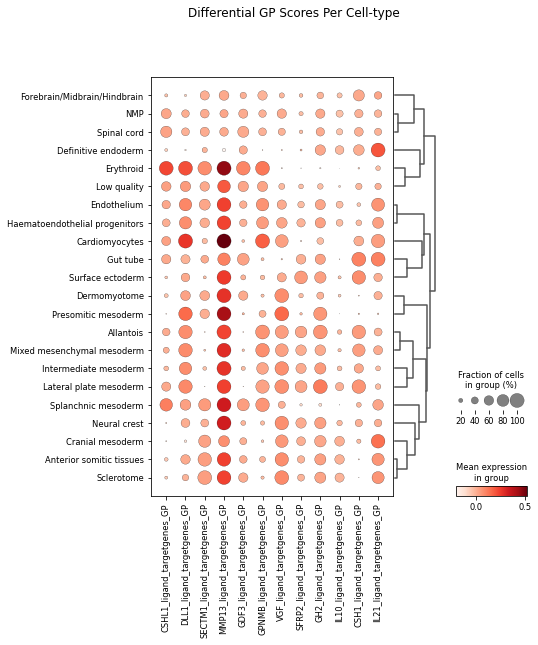 Differential GP Scores Per Cell-type
Forebrain/Midbrain/Hindbrain
NMP
Spinal cord
Definitive endoderm
Erythroid
Low quality
Endothelium
Haematoendothelial progenitors
Cardiomyocytes
Gut tube
Surface ectoderm
Dermomyotome
Presomitic mesoderm
Allantois
Mixed mesenchymal mesoderm
Intermediate mesoderm
Lateral plate mesoderm
Splanchnic mesoderm
Neural crest
Cranial mesoderm
Anterior somitic tissues
Sclerotome
CSHL1_ligand_targetgenes_GP
DLL1_ligand_targetgenes_GP
SECTM1_ligand_targetgenes_GP
MMP13_ligand_targetgenes_GP
GDF3_ligand_targetgenes_GP
GPNMB_ligand_targetgenes_GP
VGF_ligand_targetgenes_GP
SFRP2_ligand_targetgenes_GP
GH2_ligand_targetgenes_GP
IL10_ligand_targetgenes_GP
CSH1_ligand_targetgenes_GP
IL21_ligand_targetgenes_GP
Fraction of cells
in group (%)
20 40 60 80 100
Mean expression
in group
0.0 0.5